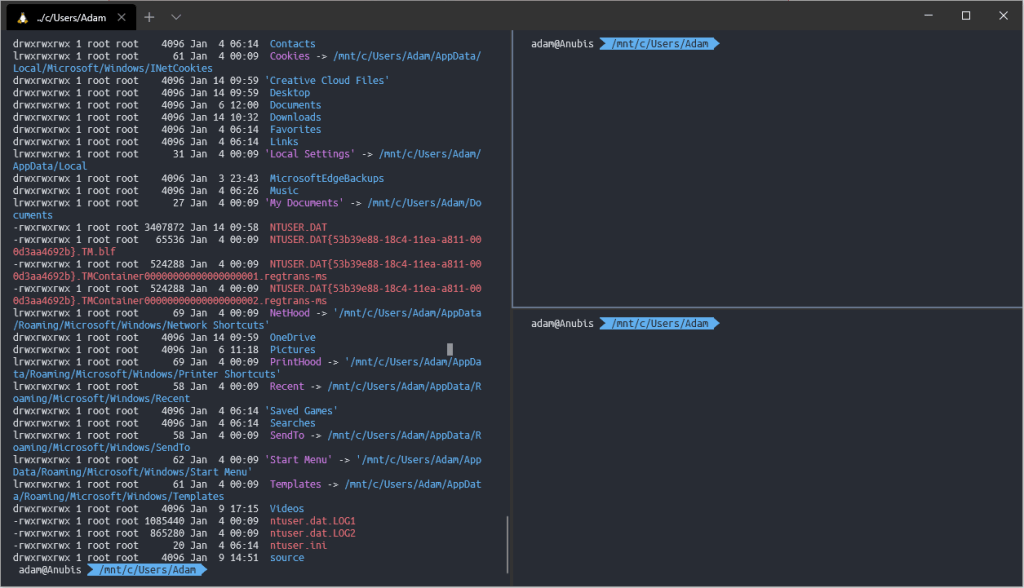 ../c/Users/Adam
drwxrwxrwx 1 root root    4096 Jan  4 06:14  Contacts
lrwxrwxrwx 1 root root      61 Jan  4 00:09  Cookies -> /mnt/c/Users/Adam/AppData/
Local/Microsoft/Windows/INetCookies
drwxrwxrwx 1 root root    4096 Jan 14 09:59 'Creative Cloud Files'
drwxrwxrwx 1 root root    4096 Jan 14 09:59  Desktop
drwxrwxrwx 1 root root    4096 Jan  6 12:00  Documents
drwxrwxrwx 1 root root    4096 Jan 14 10:32  Downloads
drwxrwxrwx 1 root root    4096 Jan  4 06:14  Favorites
drwxrwxrwx 1 root root    4096 Jan  4 06:14  Links
lrwxrwxrwx 1 root root      31 Jan  4 00:09 'Local Settings' -> /mnt/c/Users/Adam/
AppData/Local
drwxrwxrwx 1 root root    4096 Jan  3 23:43  MicrosoftEdgeBackups
drwxrwxrwx 1 root root    4096 Jan  4 06:26  Music
lrwxrwxrwx 1 root root      27 Jan  4 00:09 'My Documents' -> /mnt/c/Users/Adam/Do
cuments
-rwxrwxrwx 1 root root 3407872 Jan 14 09:58  NTUSER.DAT
-rwxrwxrwx 1 root root   65536 Jan  4 00:09  NTUSER.DAT{53b39e88-18c4-11ea-a811-00
0d3aa4692b}.TM.blf
-rwxrwxrwx 1 root root  524288 Jan  4 00:09  NTUSER.DAT{53b39e88-18c4-11ea-a811-00
0d3aa4692b}.TMContainer00000000000000000001.regtrans-ms
-rwxrwxrwx 1 root root  524288 Jan  4 00:09  NTUSER.DAT{53b39e88-18c4-11ea-a811-00
0d3aa4692b}.TMContainer00000000000000000002.regtrans-ms
lrwxrwxrwx 1 root root      69 Jan  4 00:09  NetHood -> '/mnt/c/Users/Adam/AppData
/Roaming/Microsoft/Windows/Network Shortcuts'
drwxrwxrwx 1 root root    4096 Jan 14 09:59  OneDrive
drwxrwxrwx 1 root root    4096 Jan  6 11:18  Pictures
lrwxrwxrwx 1 root root      69 Jan  4 00:09  PrintHood -> '/mnt/c/Users/Adam/AppDa
ta/Roaming/Microsoft/Windows/Printer Shortcuts'
lrwxrwxrwx 1 root root      58 Jan  4 00:09  Recent -> /mnt/c/Users/Adam/AppData/R
oaming/Microsoft/Windows/Recent
drwxrwxrwx 1 root root    4096 Jan  4 06:14 'Saved Games'
drwxrwxrwx 1 root root    4096 Jan  4 06:14  Searches
lrwxrwxrwx 1 root root      58 Jan  4 00:09  SendTo -> /mnt/c/Users/Adam/AppData/R
oaming/Microsoft/Windows/SendTo
lrwxrwxrwx 1 root root      62 Jan  4 00:09 'Start Menu' -> '/mnt/c/Users/Adam/App
Data/Roaming/Microsoft/Windows/Start Menu'
lrwxrwxrwx 1 root root      61 Jan  4 00:09  Templates -> /mnt/c/Users/Adam/AppDat
a/Roaming/Microsoft/Windows/Templates
drwxrwxrwx 1 root root    4096 Jan  9 17:15  Videos
-rwxrwxrwx 1 root root 1085440 Jan  4 00:09  ntuser.dat.LOG1
-rwxrwxrwx 1 root root  865280 Jan  4 00:09  ntuser.dat.LOG2
-rwxrwxrwx 1 root root      20 Jan  4 06:14  ntuser.ini
drwxrwxrwx 1 root root    4096 Jan  9 14:51  source
adam@Anubis /mnt/c/Users/Adam
adam@Anubis /mnt/c/Users/Adam
adam@Anubis /mnt/c/Users/Adam